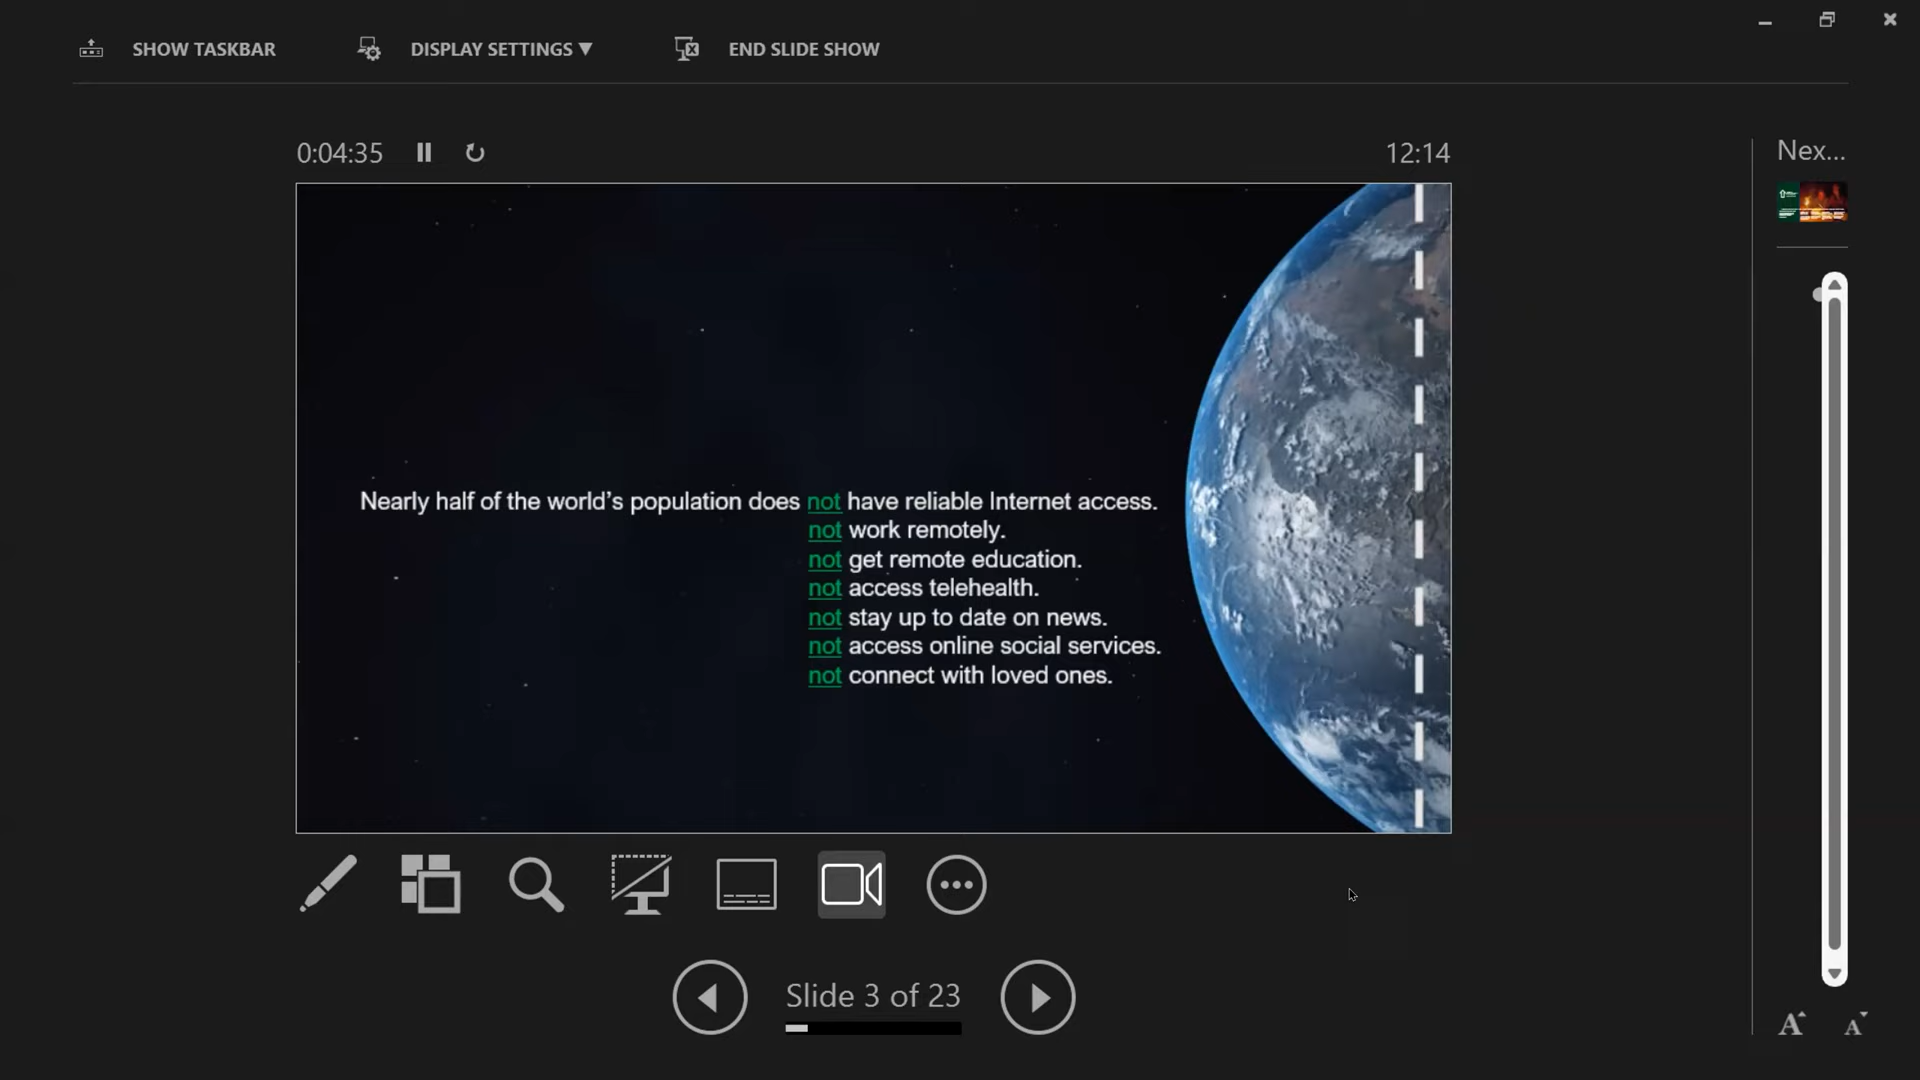 SHOW TASKBAR
DISPLAY SETTINGS ▼
END SLIDE SHOW
0:04:35
12:14
Nex...
Nearly half of the world’s population does not have reliable Internet access.
not work remotely.
not get remote education.
not access telehealth.
not stay up to date on news.
not access online social services.
not connect with loved ones.
Slide 3 of 23
A A